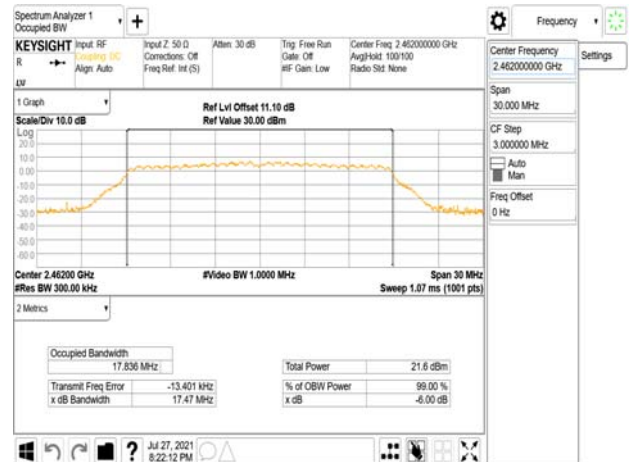 Spectrum Analyzer 1
Occupied BW
Frequency
KEYSIGHT
R
Input: RF
Coupling: DC
Align: Auto
Input Z: 50 Ω
Corrections: Off
Freq Ref: Int (S)
Atten: 30 dB
Trig: Free Run
Gate: Off
#IF Gain: Low
Center Freq: 2.462000000 GHz
Avg|Hold: 100/100
Radio Std: None
Center Frequency
2.462000000 GHz
Settings
Span
30.000 MHz
CF Step
3.000000 MHz
Auto
Man
Freq Offset
0 Hz
1 Graph
Scale/Div 10.0 dB
Ref Lvl Offset 11.10 dB
Ref Value 30.00 dBm
Log
20.0
10.0
0.00
-10.0
-20.0
-30.0
-40.0
-50.0
-60.0
Center 2.46200 GHz
#Res BW 300.00 kHz
#Video BW 1.0000 MHz
Span 30 MHz
Sweep 1.07 ms (1001 pts)
2 Metrics
Occupied Bandwidth
17.836 MHz
Transmit Freq Error -13.401 kHz
x dB Bandwidth 17.47 MHz
Total Power 21.6 dBm
% of OBW Power 99.00 %
x dB -6.00 dB
?
Jul 27, 2021
8:22:12 PM